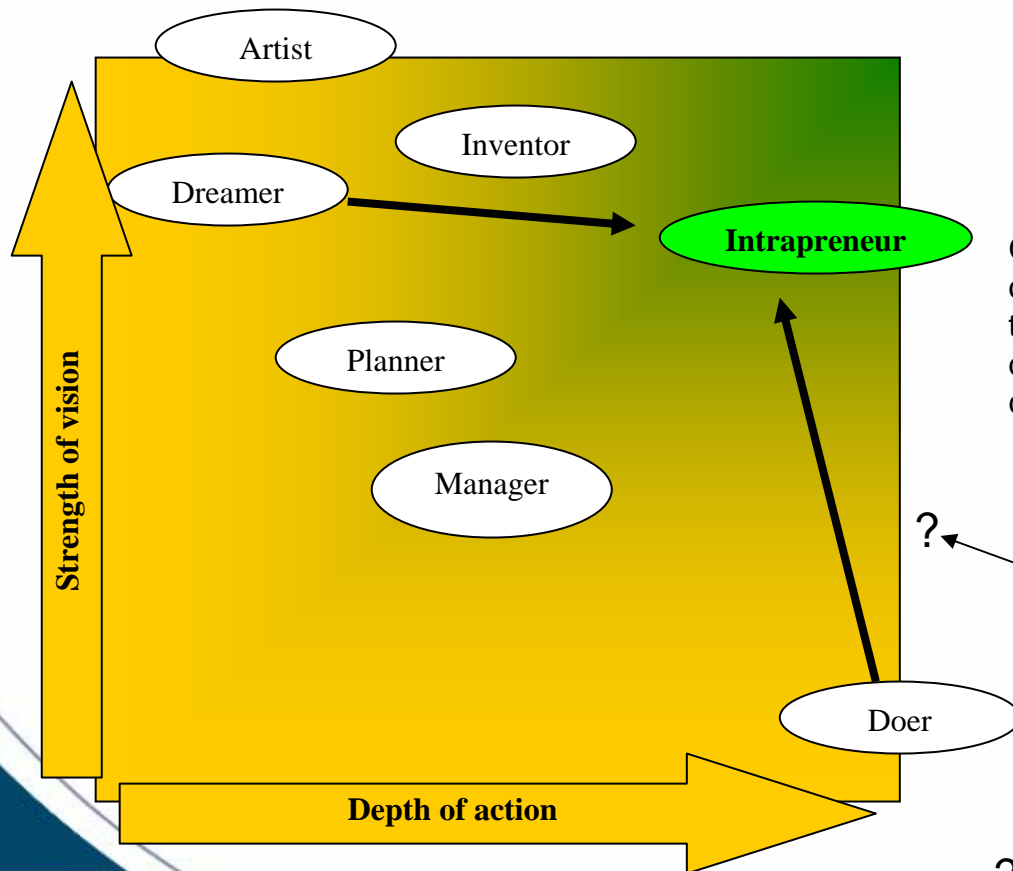 Artist
Inventor
Dreamer
Intrapreneur
Planner
Manager
Strength of vision
?
Doer
Depth of action